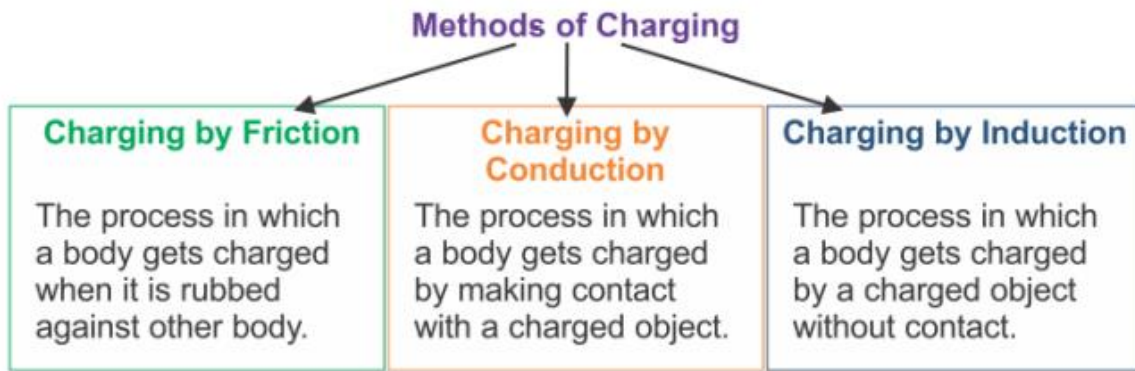 Methods of Charging
Charging by Friction
The process in which
a body gets charged
when it is rubbed
against other body.
Charging by
Conduction
The process in which
a body gets charged
by making contact
with a charged object.
Charging by Induction
The process in which
a body gets charged
by a charged object
without contact.